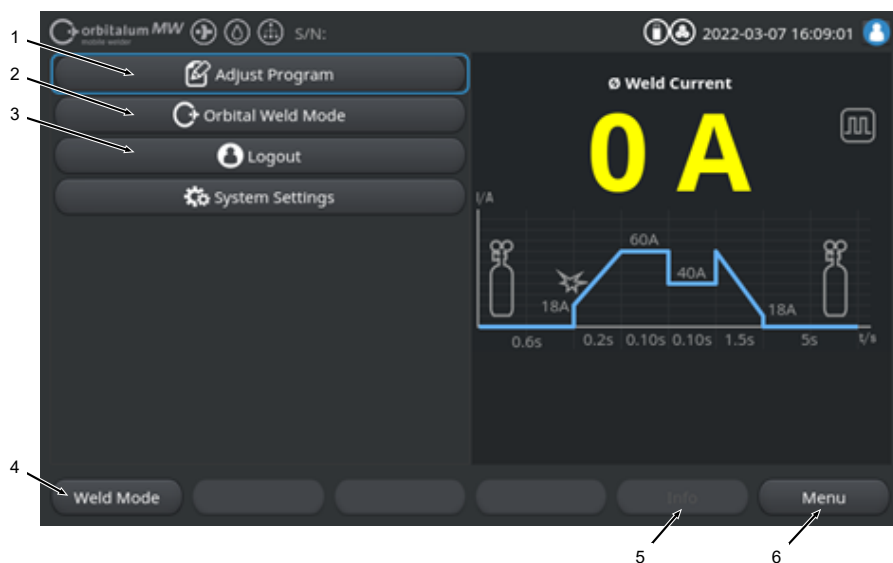 orbitalum MW S/N: 2022-03-07 16:09:01
mobile welder
1
Adjust Program
2
Orbital Weld Mode
3
Logout
System Settings
Ø Weld Current
0 A
I/A
60A
40A
18A
18A
0.6s 0.2s 0.10s 0.10s 1.5s 5s t/s
4
Weld Mode Info Menu
5 6